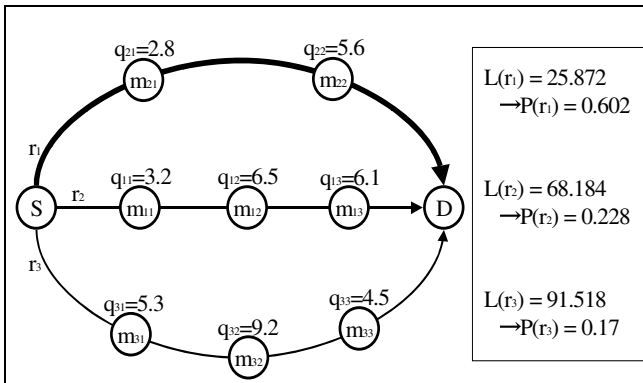 q21=2.8
q22=5.6
m21
m22
r1
q11=3.2
q12=6.5
q13=6.1
S
r2
m11
m12
m13
D
r3
q31=5.3
q32=9.2
q33=4.5
m31
m32
m33
L(r1) = 25.872
→P(r1) = 0.602
L(r2) = 68.184
→P(r2) = 0.228
L(r3) = 91.518
→P(r3) = 0.17